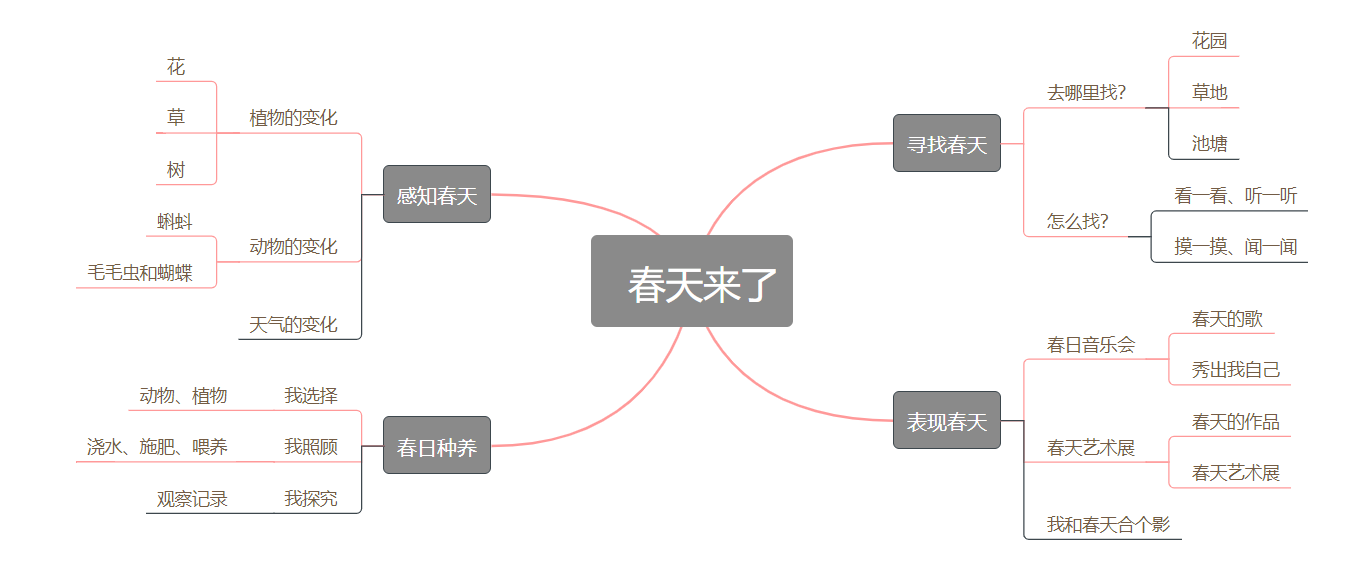 春天来了
寻找春天
去哪里找?
花园
草地
池塘
怎么找?
看一看、听一听
摸一摸、闻一闻
表现春天
春日音乐会
春天的歌
秀出我自己
春天艺术展
春天的作品
春天艺术展
我和春天合个影
感知春天
植物的变化
花
草
树
动物的变化
蝌蚪
毛毛虫和蝴蝶
天气的变化
春日种养
我选择
动物、植物
我照顾
浇水、施肥、喂养
我探究
观察记录